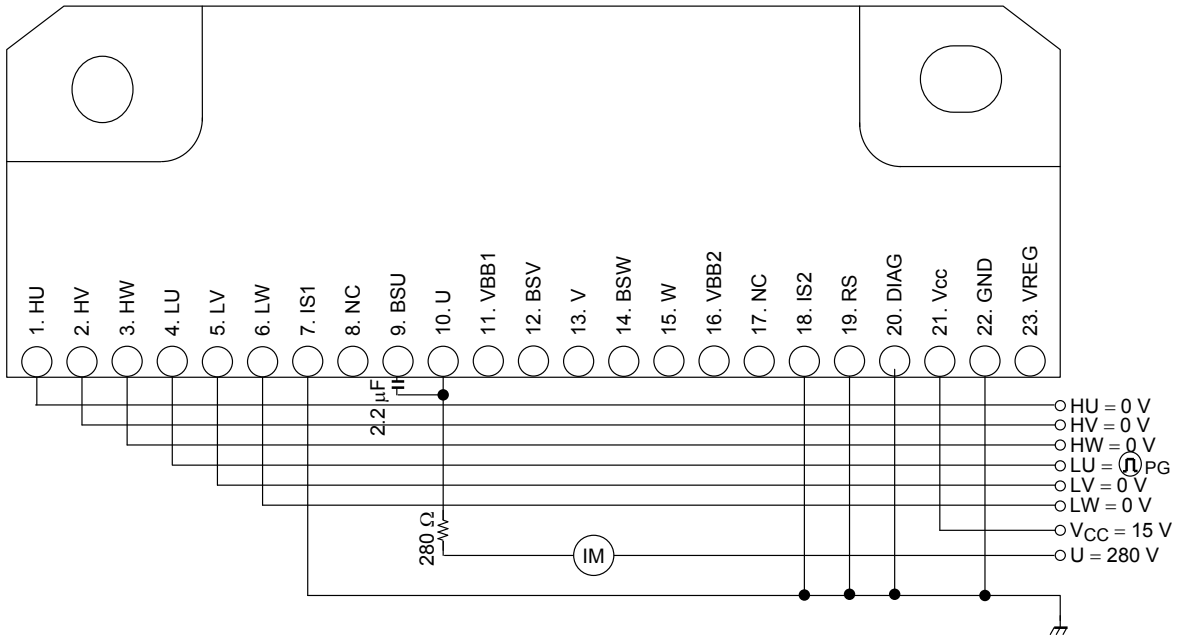 1. HU
2. HV
3. HW
4. LU
5. LV
6. LW
7. IS1
8. NC
9. BSU
10. U
11. VBB1
12. BSV
13. V
14. BSW
15. W
16. VBB2
17. NC
18. IS2
19. RS
20. DIAG
21. Vcc
22. GND
23. VREG
2.2 μF
HU = 0 V
HV = 0 V
HW = 0 V
LU = PG
LV = 0 V
LW = 0 V
VCC = 15 V
280 Ω
IM
U = 280 V